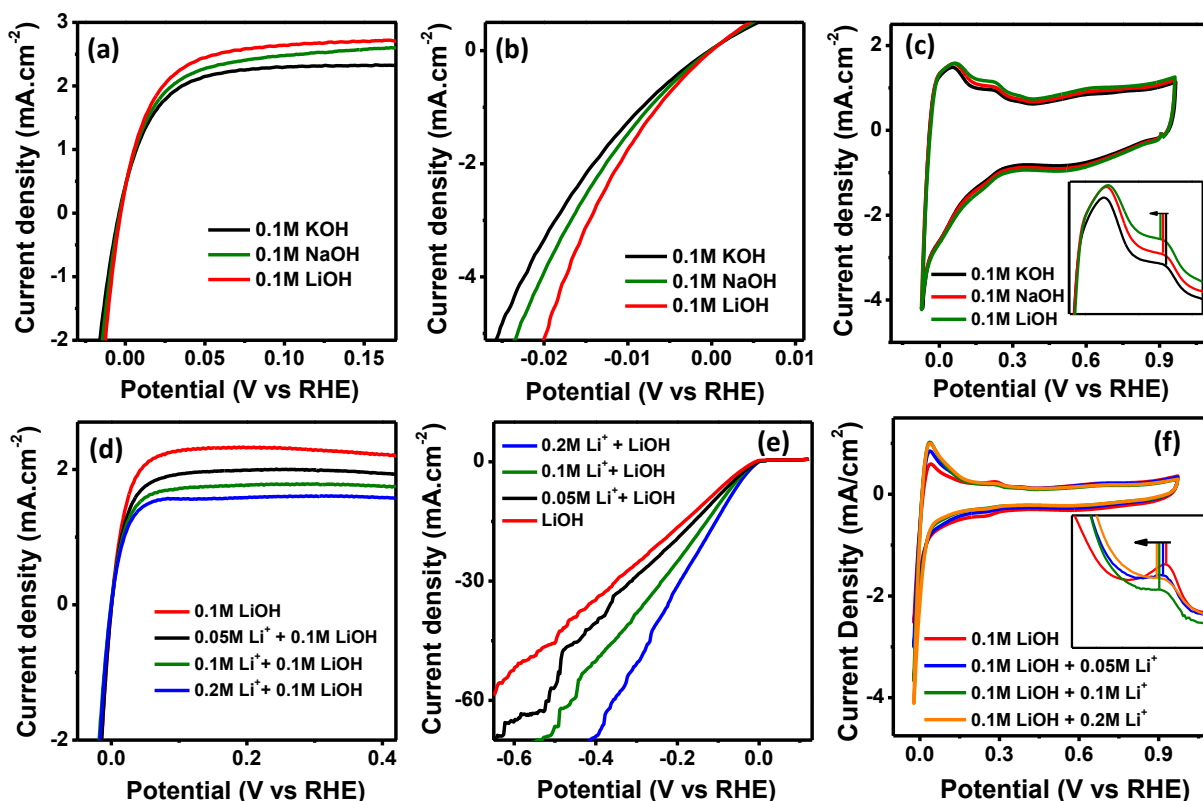 (a)
Current density (mA.cm⁻²)
3
2
1
0
1
-2
0.1M KOH
0.1M NaOH
0.1M LiOH
0.00 0.05 0.10 0.15
Potential (V vs RHE)
(b)
Current density (mA.cm⁻²)
0
-2
-4
0.1M KOH
0.1M NaOH
0.1M LiOH
-0.02 -0.01 0.00 0.01
Potential (V vs RHE)
(c)
Current density (mA.cm⁻²)
2
0
-2
-4
0.1M KOH
0.1M NaOH
0.1M LiOH
0.0 0.3 0.6 0.9
Potential (V vs RHE)
(d)
Current density (mA.cm⁻²)
2
0
-2
0.1M LiOH
0.05M Li⁺ + 0.1M LiOH
0.1M Li⁺ + 0.1M LiOH
0.2M Li⁺ + 0.1M LiOH
0.0 0.2 0.4
Potential (V vs RHE)
(e)
Current density (mA.cm⁻²)
0
-30
-60
0.2M Li⁺ + LiOH
0.1M Li⁺ + LiOH
0.05M Li⁺ + LiOH
LiOH
-0.6 -0.4 -0.2 0.0
Potential (V vs RHE)
(f)
Current Density (mA/cm²)
2
0
-2
-4
0.1M LiOH
0.1M LiOH + 0.05M Li⁺
0.1M LiOH + 0.1M Li⁺
0.1M LiOH + 0.2M Li⁺
0.0 0.3 0.6 0.9
Potential (V vs RHE)